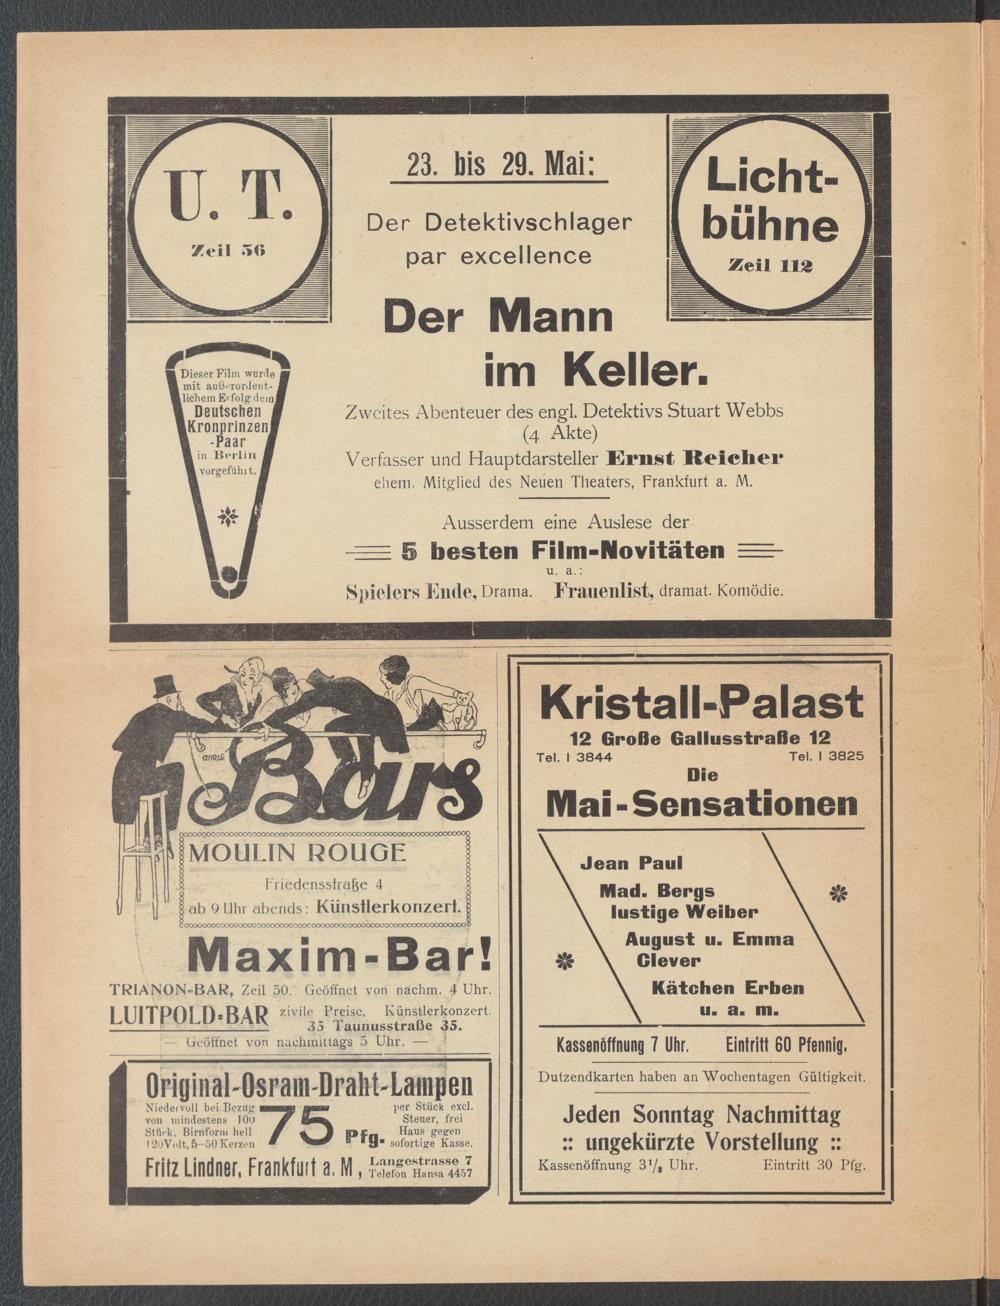 U. T.
Zeil 56
23. bis 29. Mai:
Der Detektivschlager
par excellence
Licht-
bühne
Zeil 112
Der Mann
im Keller.
Dieser Film wurde
mit außerordent-
lichem Erfolg dem
Deutschen
Kronprinzen
-Paar
in Berlin
vorgeführt.
Zweites Abenteuer des engl. Detektivs Stuart Webbs
(4 Akte)
Verfasser und Hauptdarsteller Ernst Reicher
ehem. Mitglied des Neuen Theaters, Frankfurt a. M.
Ausserdem eine Auslese der
5 besten Film-Novitäten
u. a.:
Spielers Ende, Drama. Frauenlist, dramat. Komödie.
Bars
MOULIN ROUGE
Friedensstraße 4
ab 9 Uhr abends: Künstlerkonzert.
Maxim-Bar!
TRIANON-BAR, Zeil 50. Geöffnet von nachm. 4 Uhr.
LUITPOLD-BAR zivile Preise, Künstlerkonzert.
35 Taunusstraße 35.
— Geöffnet von nachmittags 5 Uhr. —
Original-Osram-Draht-Lampen
Niedervoll bei Bezug
von mindestens 100
Stück, Birnform hell
120 Volt, 5-50 Kerzen
75 Pfg.
per Stück excl.
Steuer, frei
Haus gegen
sofortige Kasse.
Fritz Lindner, Frankfurt a. M., Langestrasse 7
Telefon Hansa 4457
Kristall-Palast
12 Große Gallusstraße 12
Tel. I 3844 Tel. I 3825
Die
Mai-Sensationen
Jean Paul
Mad. Bergs
lustige Weiber
August u. Emma
Clever
Kätchen Erben
u. a. m.
Kassenöffnung 7 Uhr. Eintritt 60 Pfennig.
Dutzendkarten haben an Wochentagen Gültigkeit.
Jeden Sonntag Nachmittag
:: ungekürzte Vorstellung ::
Kassenöffnung 3½ Uhr. Eintritt 30 Pfg.